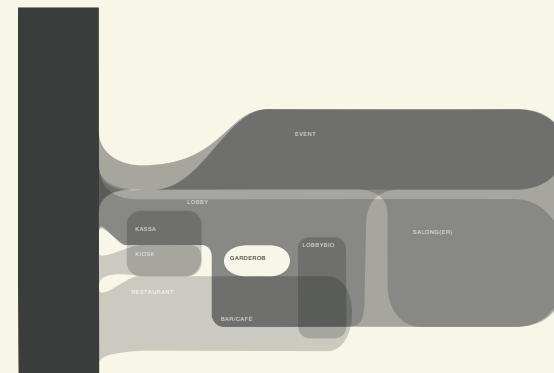 EVENT
LOBBY
KASSA
SALONG(ER)
LOBBYBIO
KIOSK
GARDEROB
RESTAURANT
BAR/CAFÉ